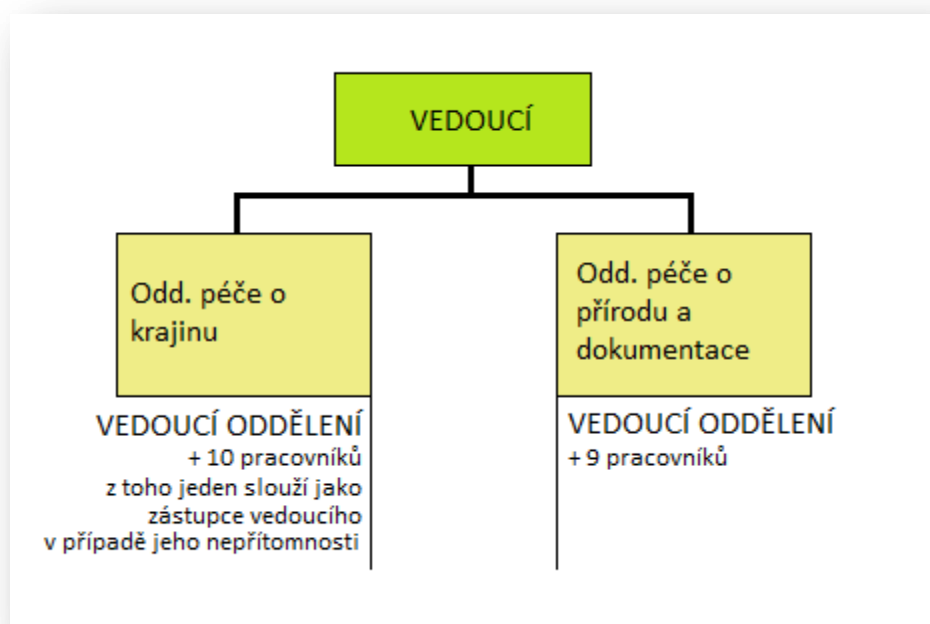 VEDOUCÍ
Odd. péče o
krajinu
VEDOUCÍ ODDĚLENÍ
+ 10 pracovníků
z toho jeden slouží jako
zástupce vedoucího
v případě jeho nepřítomnosti
Odd. péče o
přírodu a
dokumentace
VEDOUCÍ ODDĚLENÍ
+ 9 pracovníků